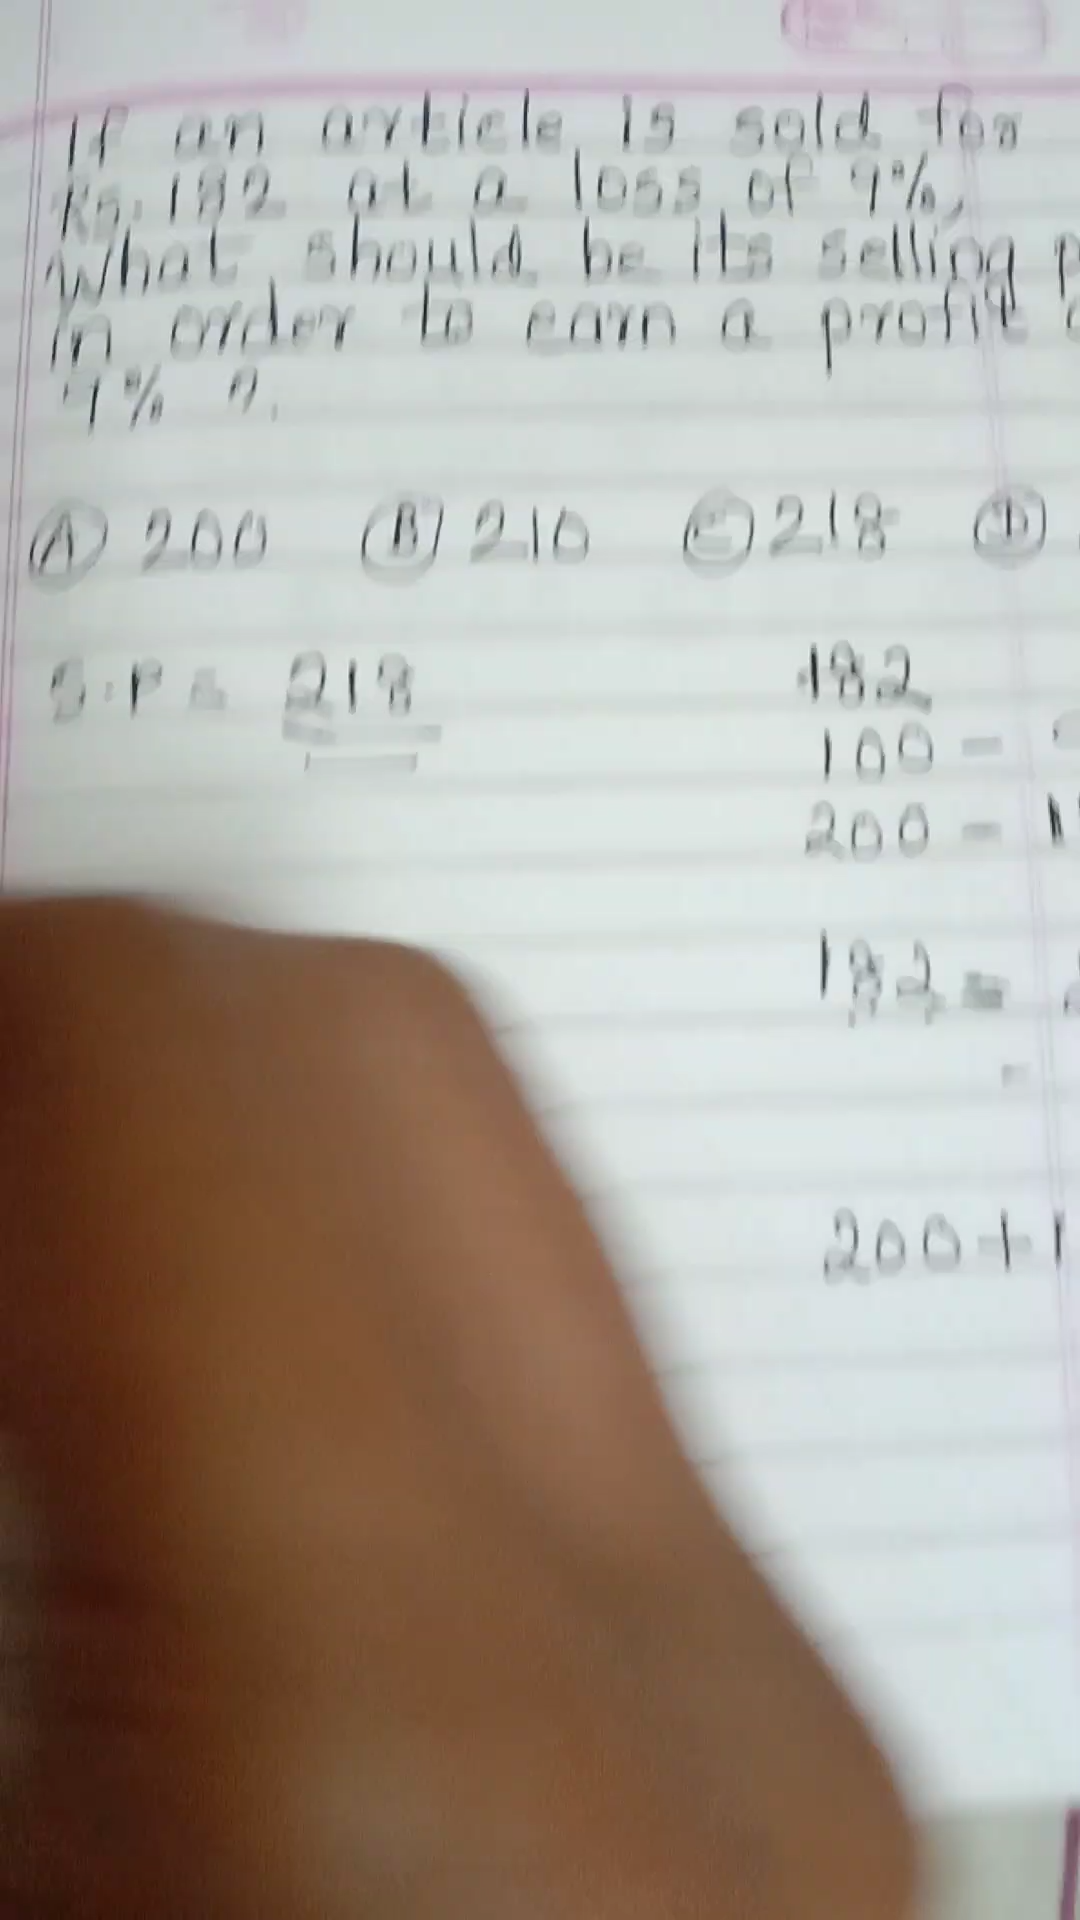 If an article is sold for
Rs. 182 at a loss of 9%,
What should be its selling
in order to earn a profit
9% ?.
(A) 200 (B) 210 (C) 218 (D)
S.P = 218
182
100 -
200 -
182 =
=
200+1